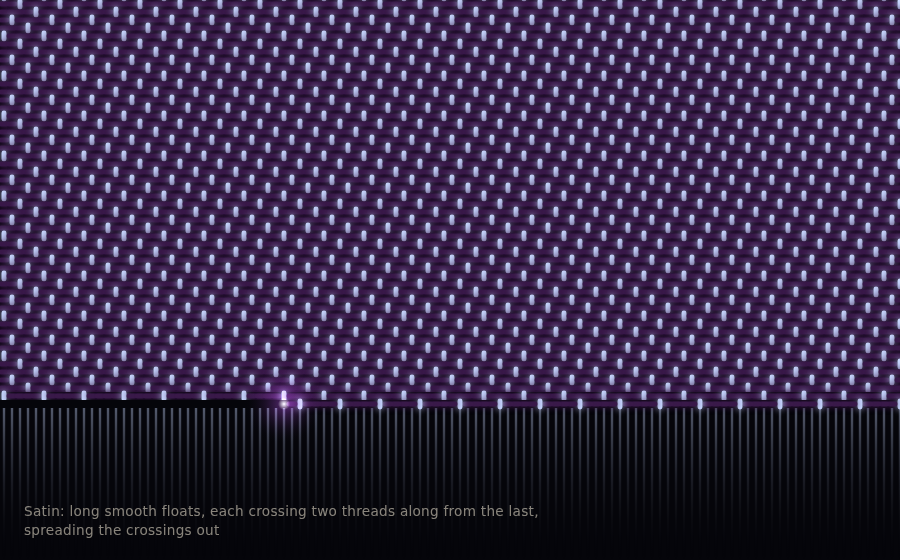 Satin: long smooth floats, each crossing two threads along from the last,
spreading the crossings out